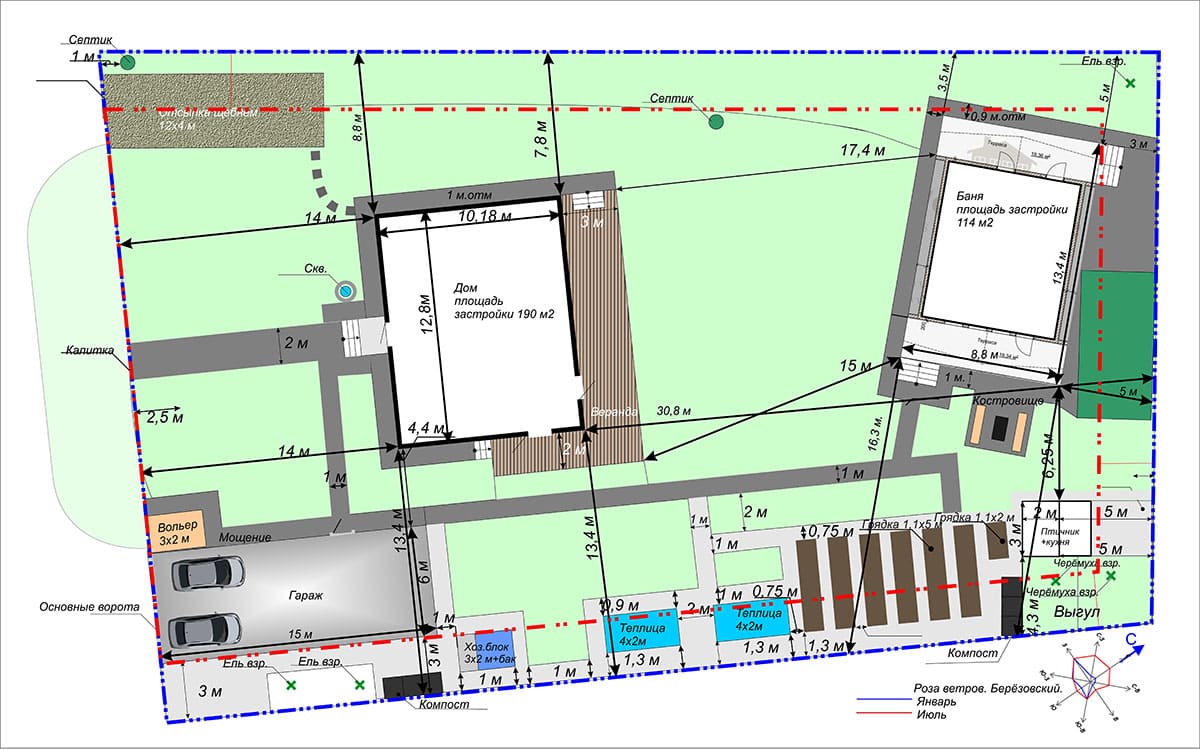 Септик
1 м
Отсыпка щебнем
12х4 м
8,8 м
7,8 м
Септик
3,5 м
Ель взр.
5 м
0,9 м.отм
3 м
Терраса
19,36 м²
17,4 м
1 м.отм
10,18 м
3 м
14 м
Баня
площадь застройки
114 м2
13,4 м
Скв.
Дом
площадь
застройки 190 м2
12,8м
2 м
Капитка
Терраса
8,8 м
15 м
1 м.
5 м
Костровище
2,5 м
Веранда
30,8 м
4,4 м
2 м
16,3 м.
6,25 м
14 м
1 м
1 м
Вольер
3х2 м
Мощение
13,4 м
13,4 м
6 м
1 м
2 м
1 м
0,75 м
Грядка 1,1х5 м
Грядка 1,1х2 м
3 м
2 м
5 м
Птичник
+кухня
5 м
Черёмуха взр.
Черёмуха взр.
Выгул
4,3 м
Гараж
Основные ворота
15 м
1 м
0,9 м
2 м
1 м
0,75 м
Теплица
4х2м
Теплица
4х2м
Хоз.блок
3х2 м+бак
1,3 м
1,3 м
1,3 м
Ель взр.
Ель взр.
3 м
3 м
1 м
1 м
Компост
Компост
С
Роза ветров. Берёзовский.
Январь
Июль
С-З
З
Ю-З
Ю
Ю-В
В
С-В